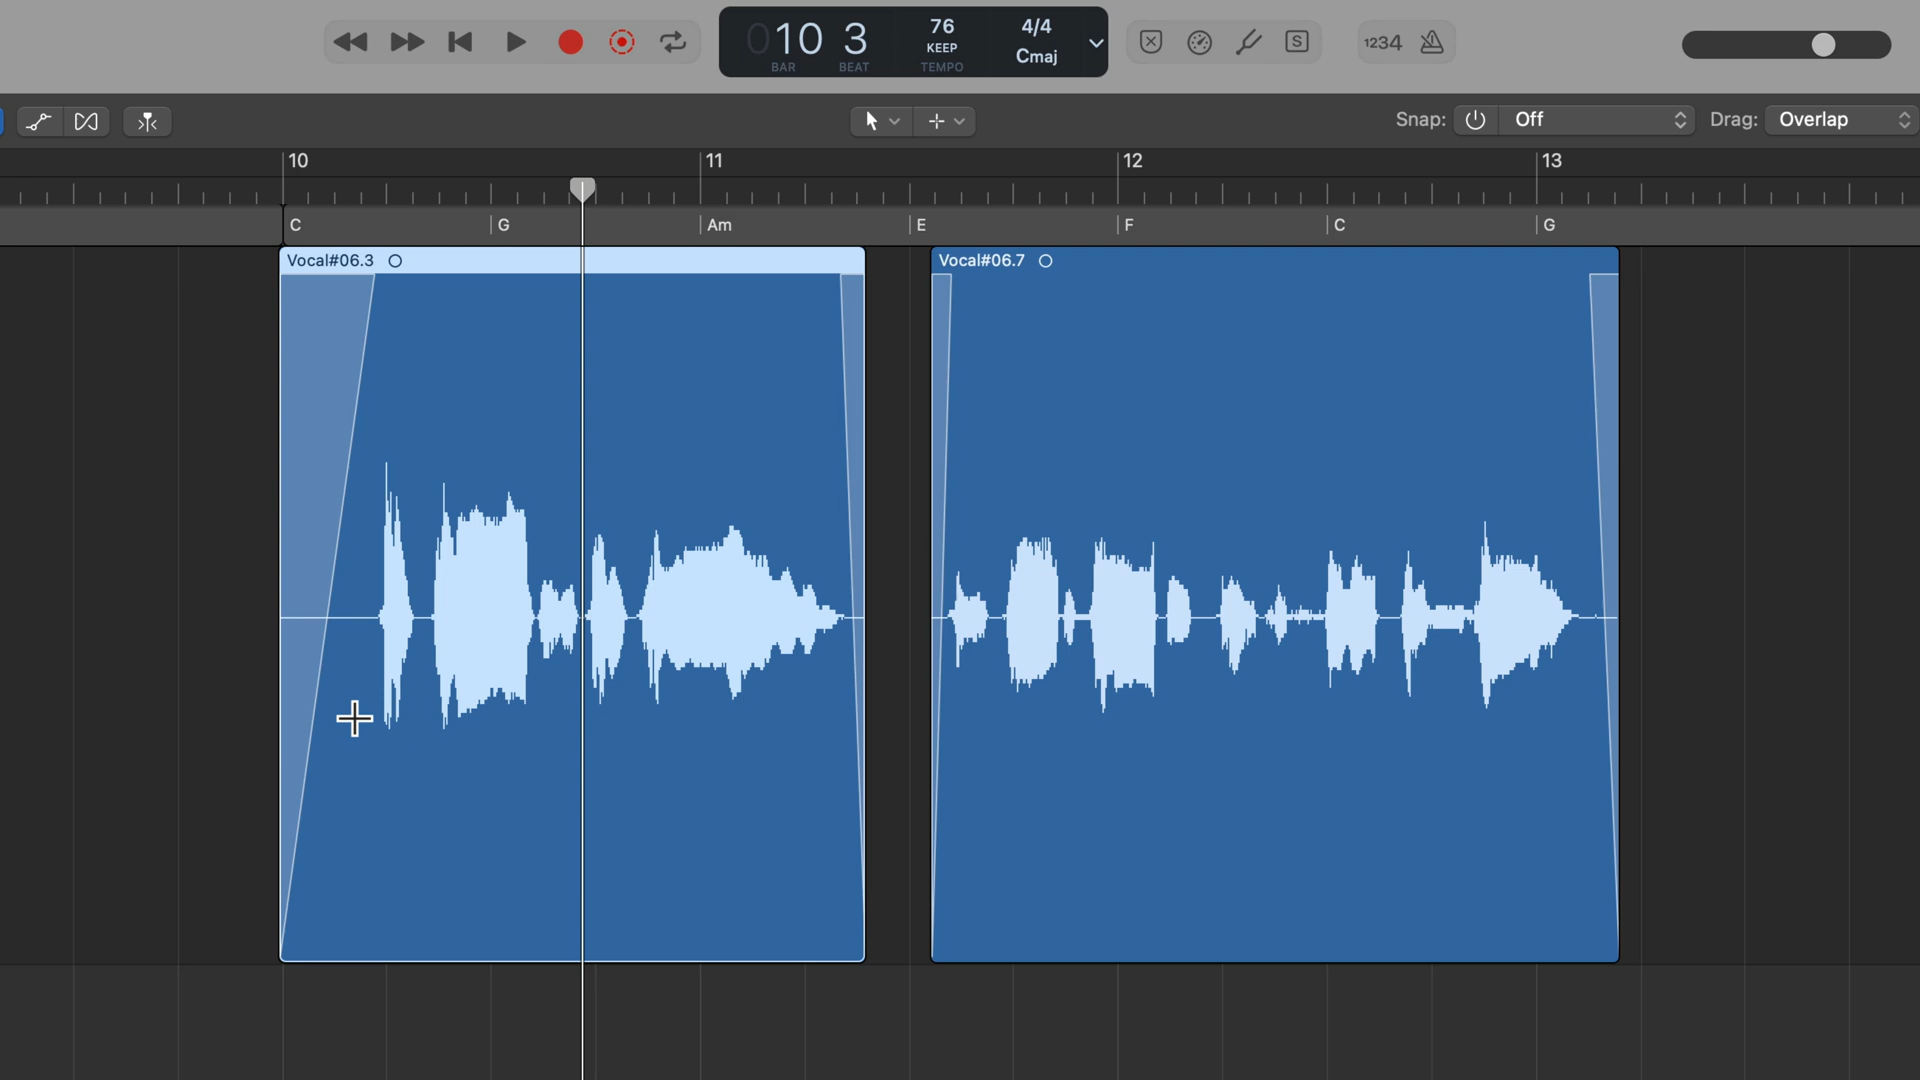 010 3
BAR BEAT
76
KEEP
TEMPO
4/4
Cmaj
S
1234
Snap: Off
Drag: Overlap
10 11 12 13
C G Am E F C G
Vocal#06.3
Vocal#06.7